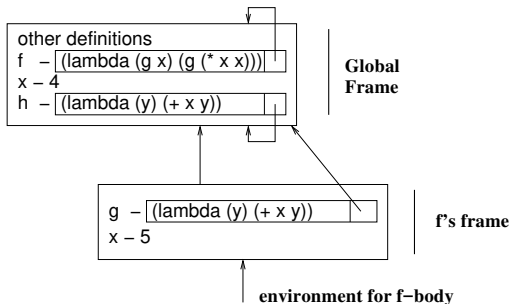 other definitions
f – (lambda (g x) (g (* x x)))
x – 4
h – (lambda (y) (+ x y))
Global
Frame
g – (lambda (y) (+ x y))
x – 5
f's frame
environment for f–body